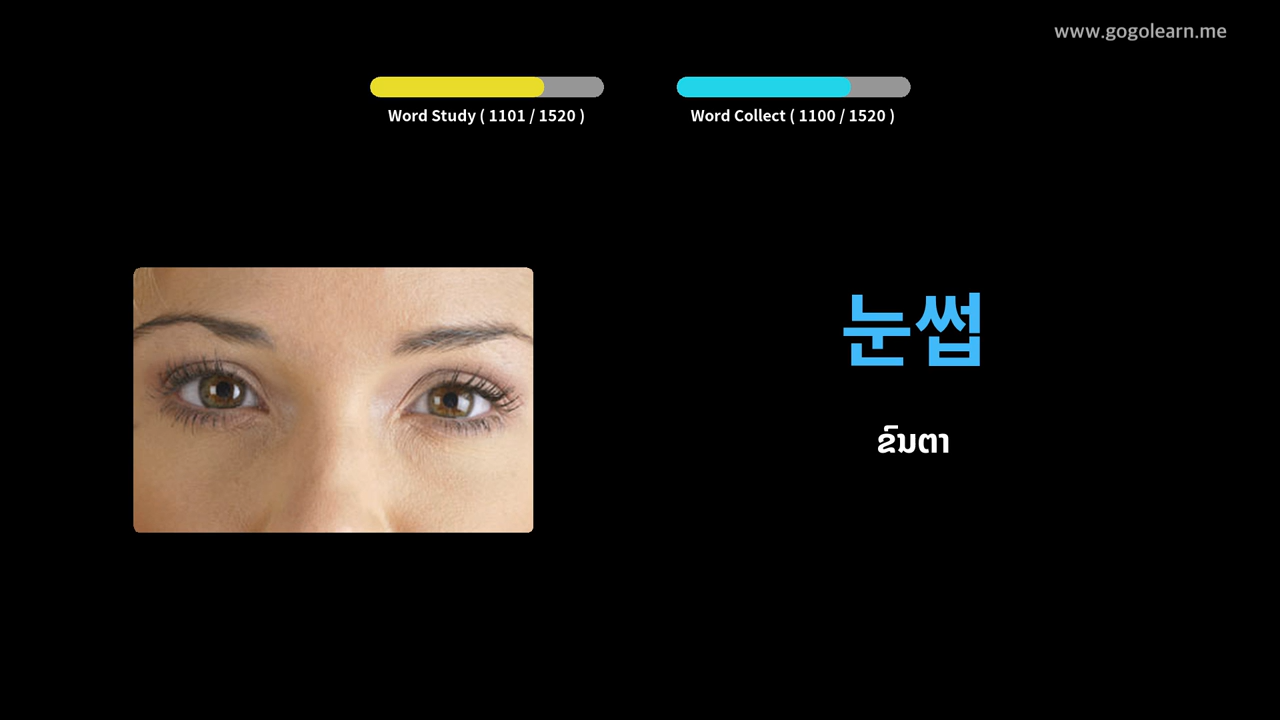 www.gogolearn.me
Word Study ( 1101 / 1520 )
Word Collect ( 1100 / 1520 )
눈썹
ຂົນຕາ